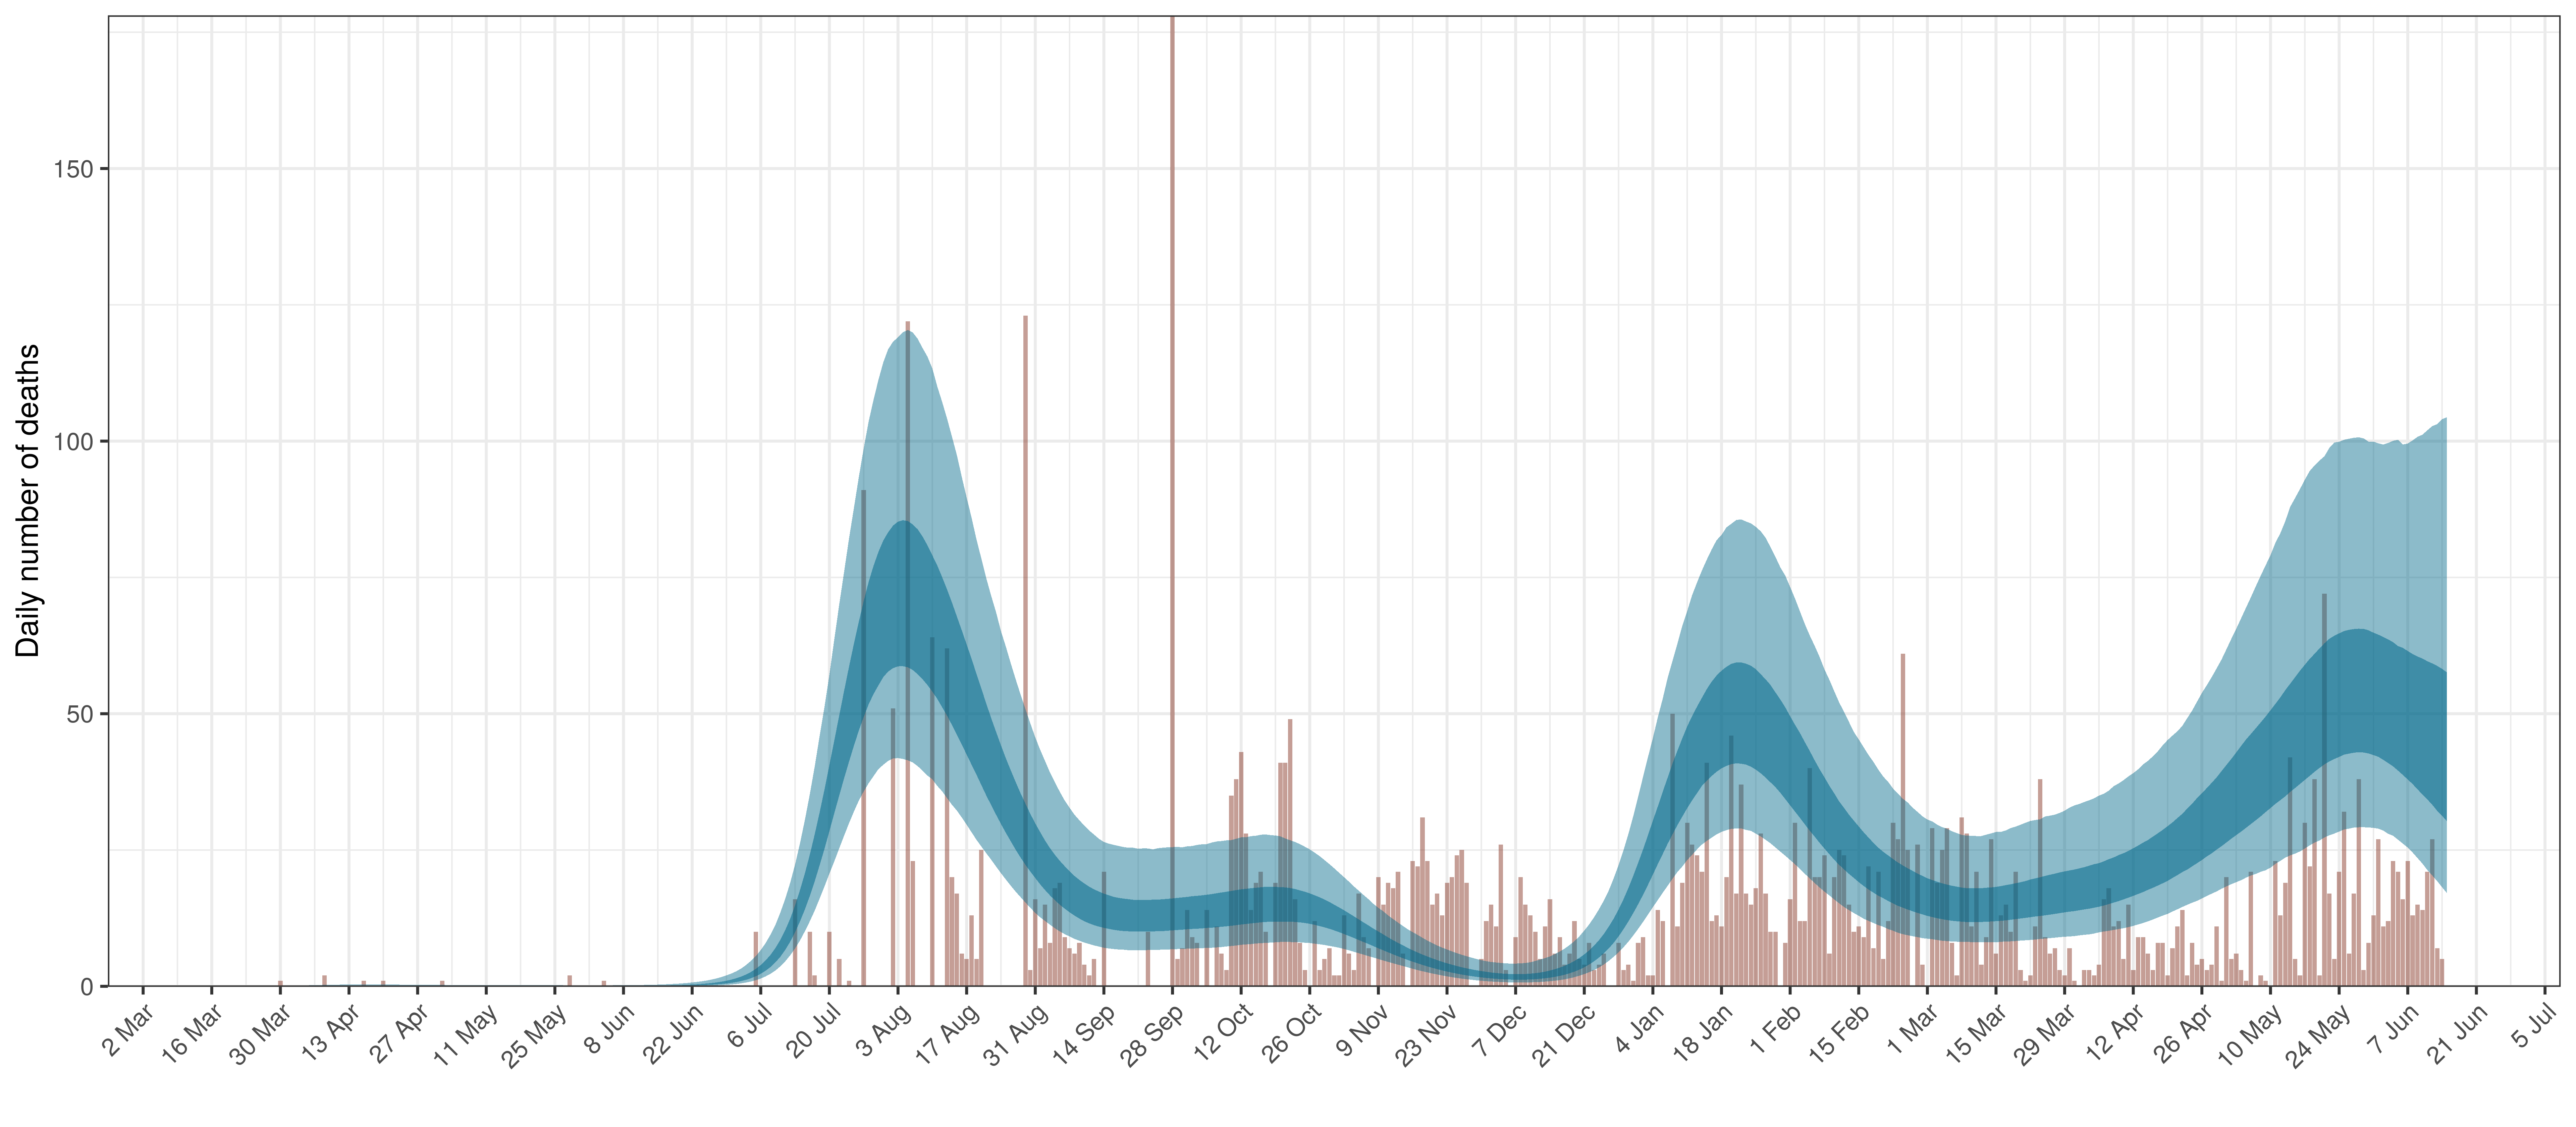 Daily number of deaths
150
100
50
0
2 Mar
16 Mar
30 Mar
13 Apr
27 Apr
11 May
25 May
8 Jun
22 Jun
6 Jul
20 Jul
3 Aug
17 Aug
31 Aug
14 Sep
28 Sep
12 Oct
26 Oct
9 Nov
23 Nov
7 Dec
21 Dec
4 Jan
18 Jan
1 Feb
15 Feb
1 Mar
15 Mar
29 Mar
12 Apr
26 Apr
10 May
24 May
7 Jun
21 Jun
5 Jul